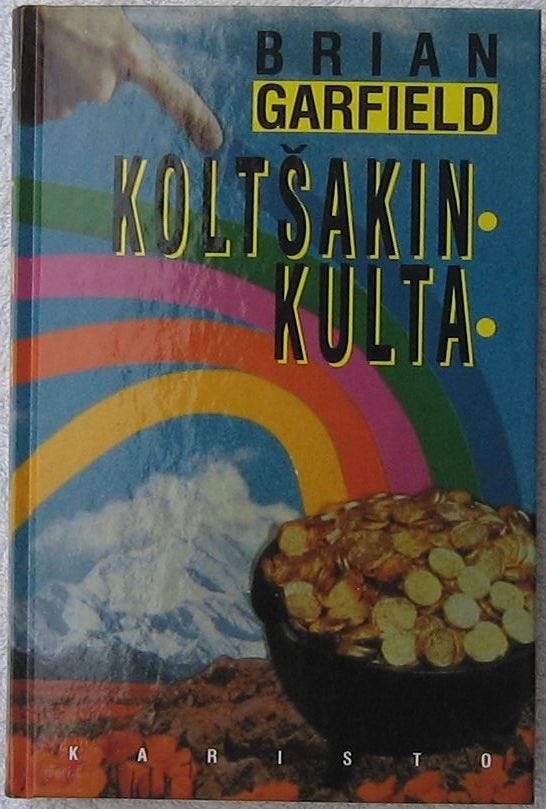 BRIAN
GARFIELD
KOLTŠAKIN
KULTA
KARISTO